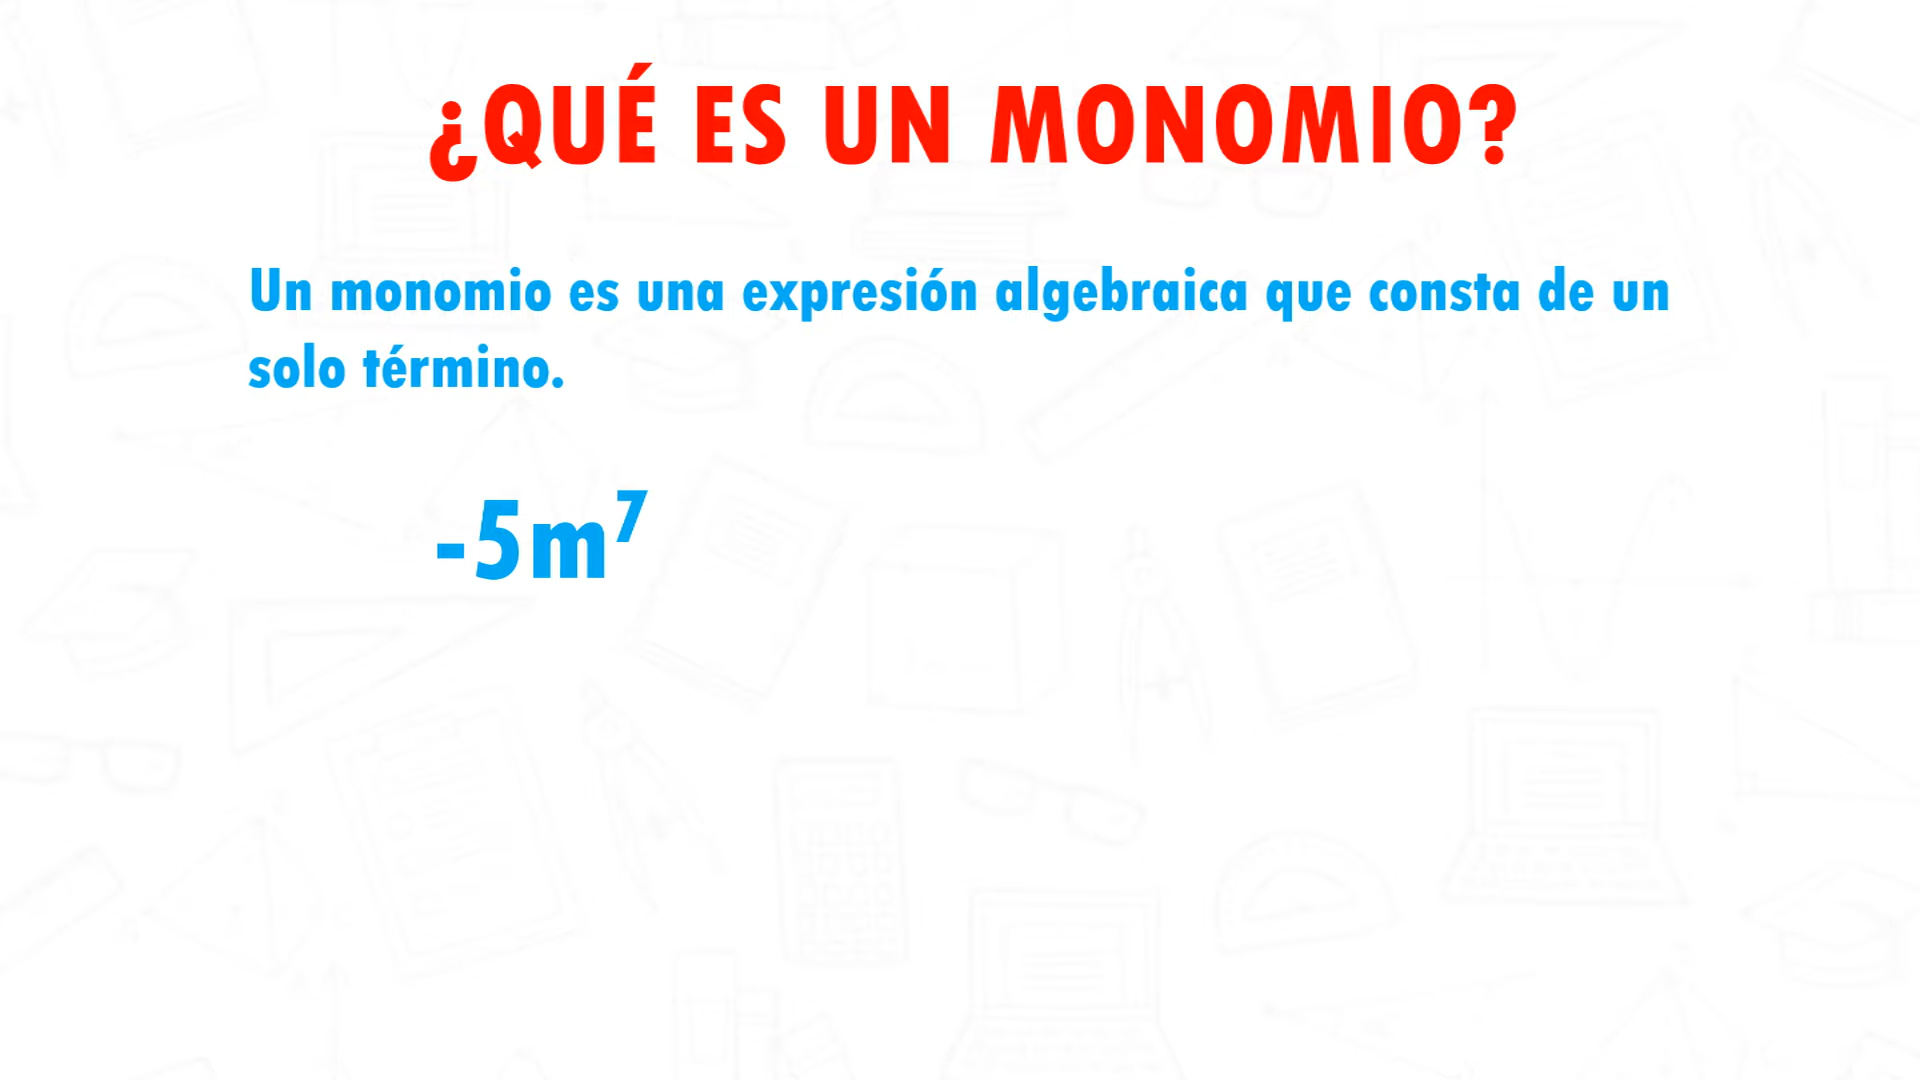 ¿QUÉ ES UN MONOMIO?
Un monomio es una expresión algebraica que consta de un
solo término.
-5m⁷